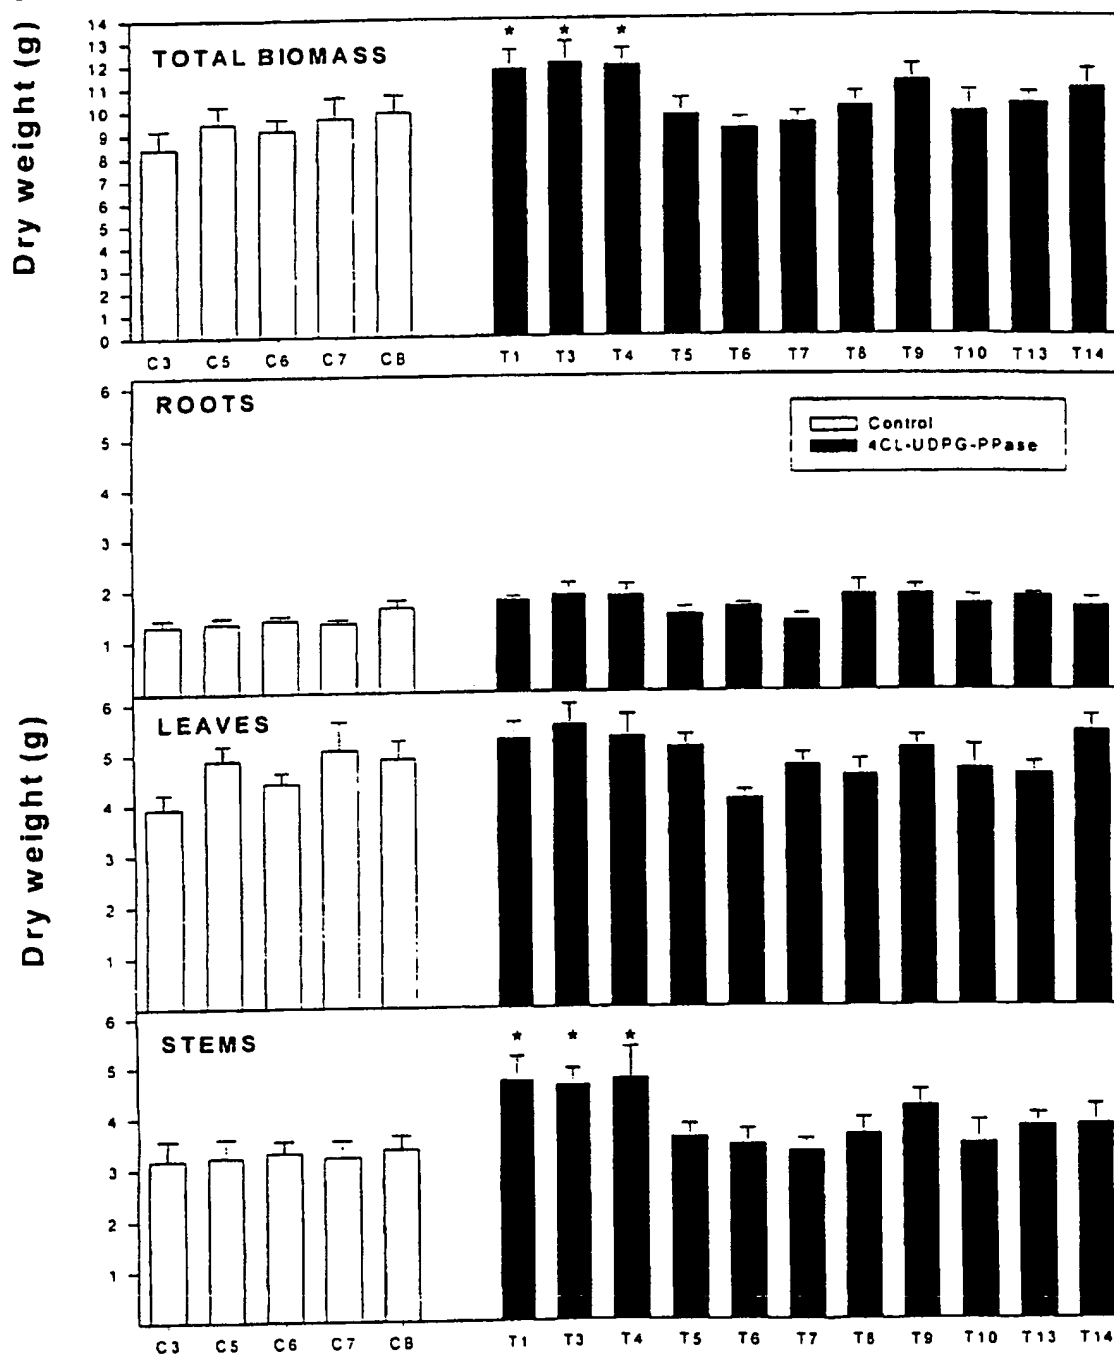 Dry weight (g)
14
13
12
11
10
9
8
7
6
5
4
3
2
1
0
TOTAL BIOMASS
* * *
C3 C5 C6 C7 C8 T1 T3 T4 T5 T6 T7 T8 T9 T10 T13 T14
ROOTS
6
5
4
3
2
1
Control
4CL-UDPG-PPase
Dry weight (g)
LEAVES
6
5
4
3
2
1
STEMS
6
5
4
3
2
1
* * *
C3 C5 C6 C7 C8 T1 T3 T4 T5 T6 T7 T8 T9 T10 T13 T14